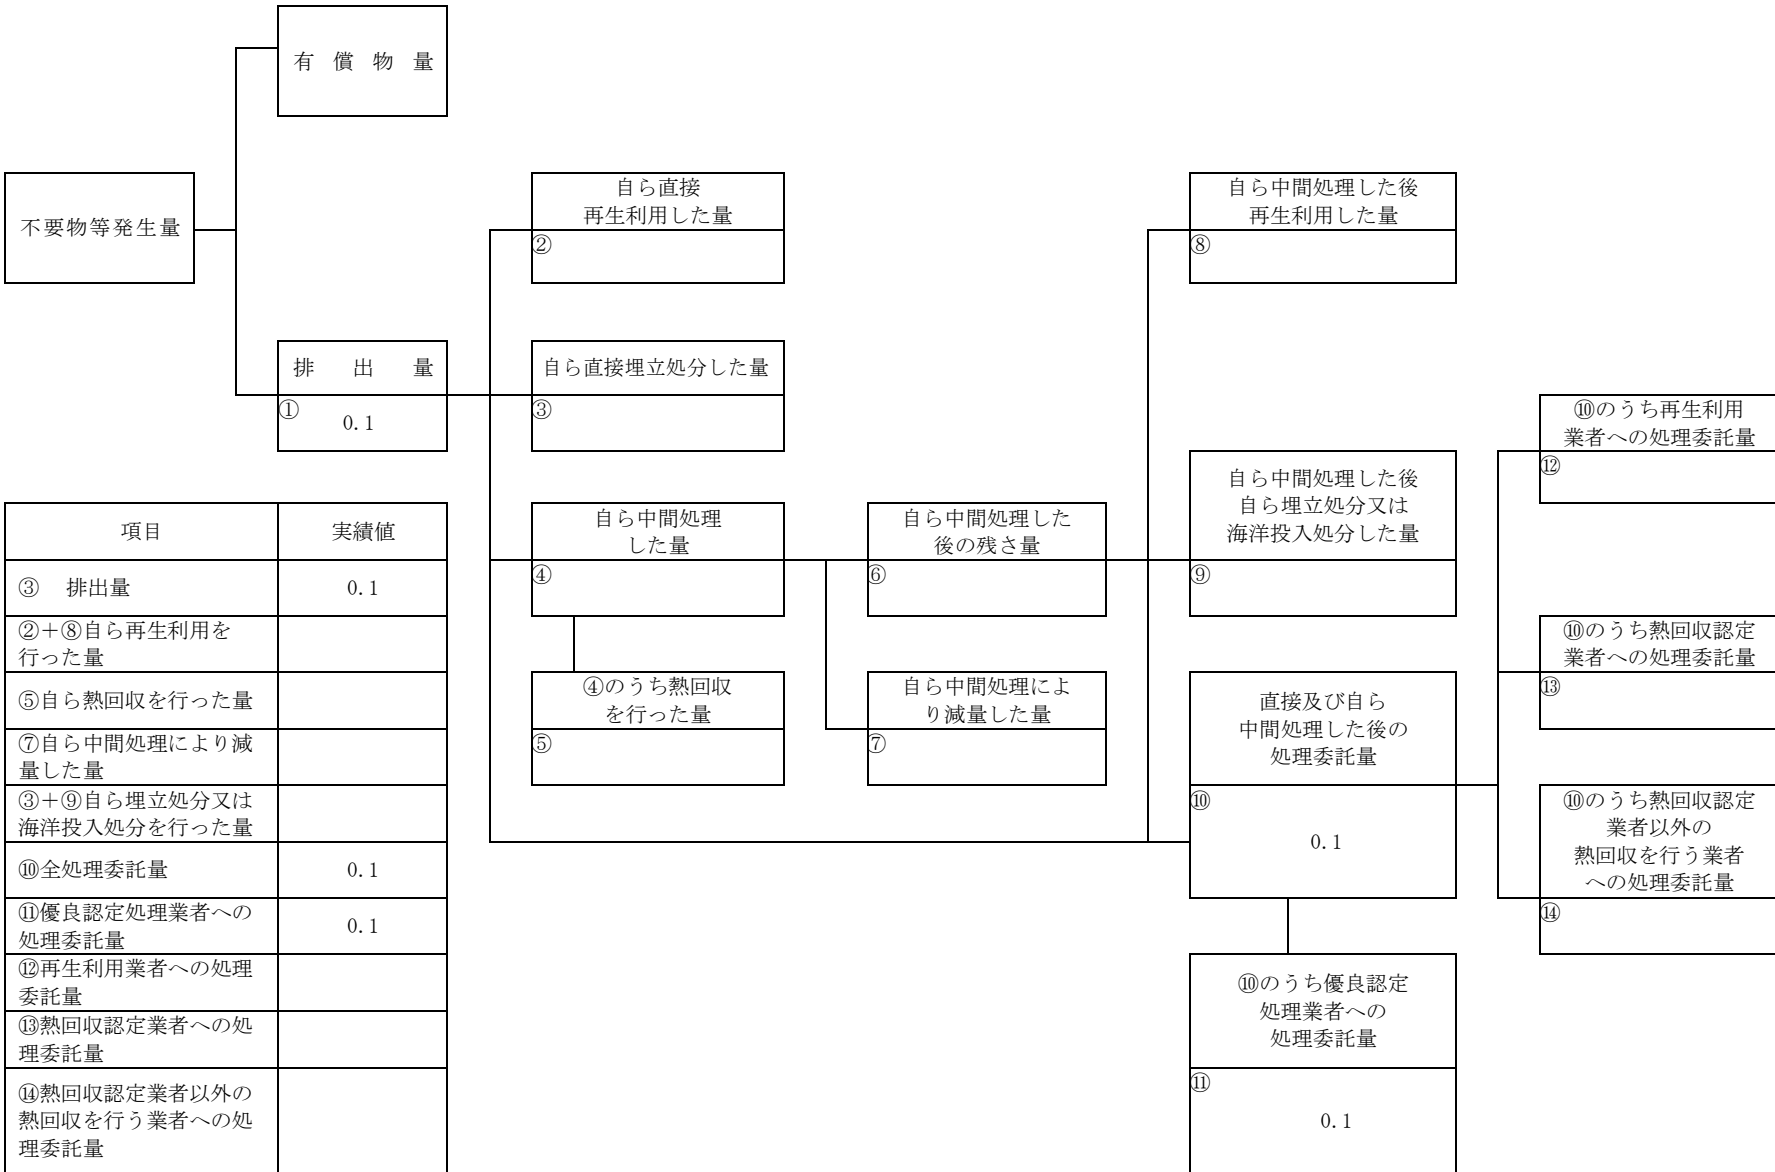 有償物量
不要物等発生量
自ら直接
再生利用した量
②
自ら中間処理した後
再生利用した量
⑧
排出量
①
0.1
自ら直接埋立処分した量
③
⑩のうち再生利用
業者への処理委託量
⑫
自ら中間処理した後
自ら埋立処分又は
海洋投入処分した量
⑨
自ら中間処理
した量
④
自ら中間処理した
後の残さ量
⑥
⑩のうち熱回収認定
業者への処理委託量
⑬
④のうち熱回収
を行った量
⑤
自ら中間処理によ
り減量した量
⑦
直接及び自ら
中間処理した後の
処理委託量
⑩
0.1
⑩のうち熱回収認定
業者以外の
熱回収を行う業者
への処理委託量
⑭
⑩のうち優良認定
処理業者への
処理委託量
⑪
0.1
項目 実績値
③ 排出量 0.1
②＋⑧自ら再生利用を
行った量
⑤自ら熱回収を行った量
⑦自ら中間処理により減
量した量
③＋⑨自ら埋立処分又は
海洋投入処分を行った量
⑩全処理委託量 0.1
⑪優良認定処理業者への
処理委託量 0.1
⑫再生利用業者への処理
委託量
⑬熱回収認定業者への処
理委託量
⑭熱回収認定業者以外の
熱回収を行う業者への処
理委託量